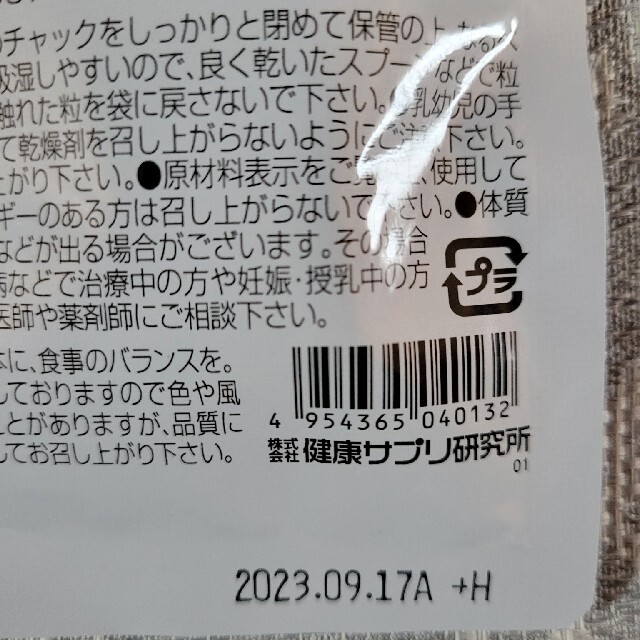 チャックをしっかりと閉めて保管の上
吸湿しやすいので、良く乾いたスプー などで粒
触れた粒を袋に戻さないで下さい。 乳幼児の手
て乾燥剤を召し上がらないようにご 下さい。
上がり下さい。●原材料表示をご 使用して
ギーのある方は召し上がらないで さい。●体質
などが出る場合がございます。その 合
病などで治療中の方や妊娠・授乳中の方
医師や薬剤師にご相談下さい。
プラ
に、食事のバランスを。
しておりますので色や風
ことがありますが、品質に
してお召し上がり下さい。
4 954365 040132
株式会社 健康サプリ研究所
01
2023.09.17A +H